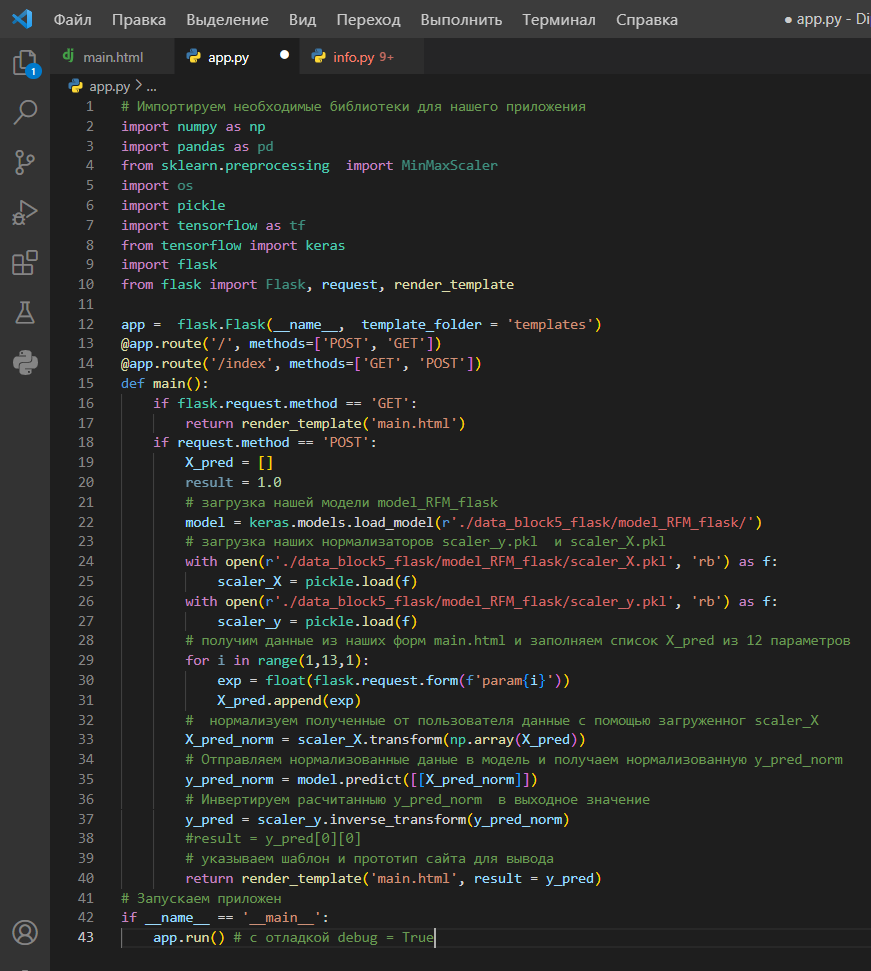 Файл Правка Выделение Вид Переход Выполнить Терминал Справка ● app.py - Di
dj main.html app.py ● info.py 9+
1
app.py > ...
1 # Импортируем необходимые библиотеки для нашего приложения
2 import numpy as np
3 import pandas as pd
4 from sklearn.preprocessing  import MinMaxScaler
5 import os
6 import pickle
7 import tensorflow as tf
8 from tensorflow import keras
9 import flask
10 from flask import Flask, request, render_template
11
12 app =  flask.Flask(__name__,  template_folder = 'templates')
13 @app.route('/', methods=['POST', 'GET'])
14 @app.route('/index', methods=['GET', 'POST'])
15 def main():
16     if flask.request.method == 'GET':
17         return render_template('main.html')
18     if request.method == 'POST':
19         X_pred = []
20         result = 1.0
21         # загрузка нашей модели model_RFM_flask
22         model = keras.models.load_model(r'./data_block5_flask/model_RFM_flask/')
23         # загрузка наших нормализаторов scaler_y.pkl  и scaler_X.pkl
24         with open(r'./data_block5_flask/model_RFM_flask/scaler_X.pkl', 'rb') as f:
25             scaler_X = pickle.load(f)
26         with open(r'./data_block5_flask/model_RFM_flask/scaler_y.pkl', 'rb') as f:
27             scaler_y = pickle.load(f)
28         # получим данные из наших форм main.html и заполняем список X_pred из 12 параметров
29         for i in range(1,13,1):
30             exp = float(flask.request.form(f'param{i}'))
31             X_pred.append(exp)
32         #  нормализуем полученные от пользователя данные с помощью загруженног scaler_X
33         X_pred_norm = scaler_X.transform(np.array(X_pred))
34         # Отправляем нормализованные даные в модель и получаем нормализованную y_pred_norm
35         y_pred_norm = model.predict([[X_pred_norm]])
36         # Инвертируем расчитанныю y_pred_norm  в выходное значение
37         y_pred = scaler_y.inverse_transform(y_pred_norm)
38         #result = y_pred[0][0]
39         # указываем шаблон и прототип сайта для вывода
40         return render_template('main.html', result = y_pred)
41 # Запускаем приложен
42 if __name__ == '__main__':
43     app.run() # с отладкой debug = True